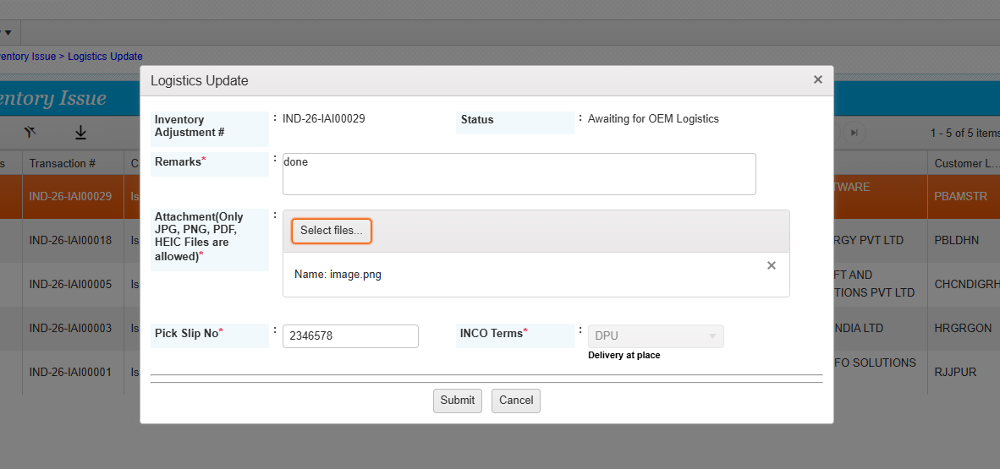 entory Issue > Logistics Update
Logistics Update
entory Issue
Inventory Adjustment # : IND-26-IAI00029
Status : Awaiting for OEM Logistics
1 - 5 of 5 items
Remarks* : done
s Transaction # C Customer L...
IND-26-IAI00029 Is TWARE PBAMSTR
Attachment(Only
JPG, PNG, PDF,
HEIC Files are
allowed)* :
Select files...
Name: image.png
IND-26-IAI00018 Is RGY PVT LTD PBLDHN
IND-26-IAI00005 Is FT AND
TIONS PVT LTD CHCNDIGRH
Pick Slip No* : 2346578
INCO Terms* : DPU
Delivery at place
IND-26-IAI00003 Is NDIA LTD HRGRGON
IND-26-IAI00001 Is FO SOLUTIONS RJJPUR
Submit Cancel